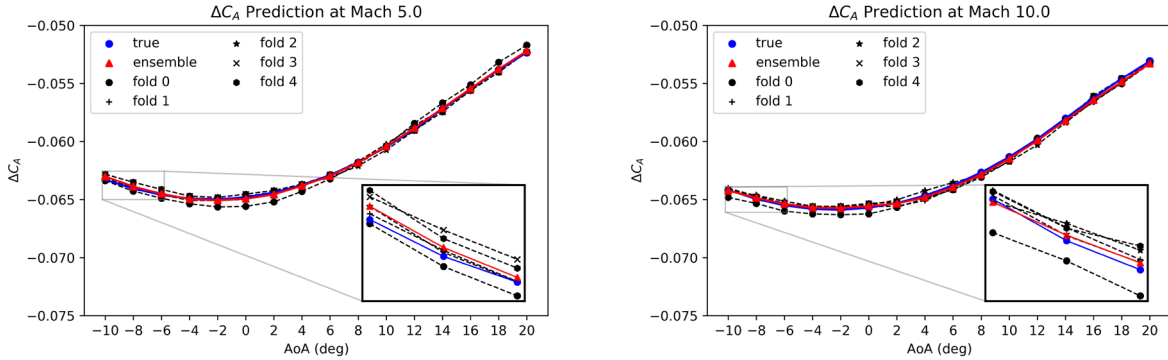 ΔC_A Prediction at Mach 5.0
ΔC_A
−0.050
−0.055
−0.060
−0.065
−0.070
−0.075
true
ensemble
fold 0
fold 1
fold 2
fold 3
fold 4
−10 −8 −6 −4 −2 0 2 4 6 8 10 12 14 16 18 20
AoA (deg)
ΔC_A Prediction at Mach 10.0
ΔC_A
−0.050
−0.055
−0.060
−0.065
−0.070
−0.075
true
ensemble
fold 0
fold 1
fold 2
fold 3
fold 4
−10 −8 −6 −4 −2 0 2 4 6 8 10 12 14 16 18 20
AoA (deg)